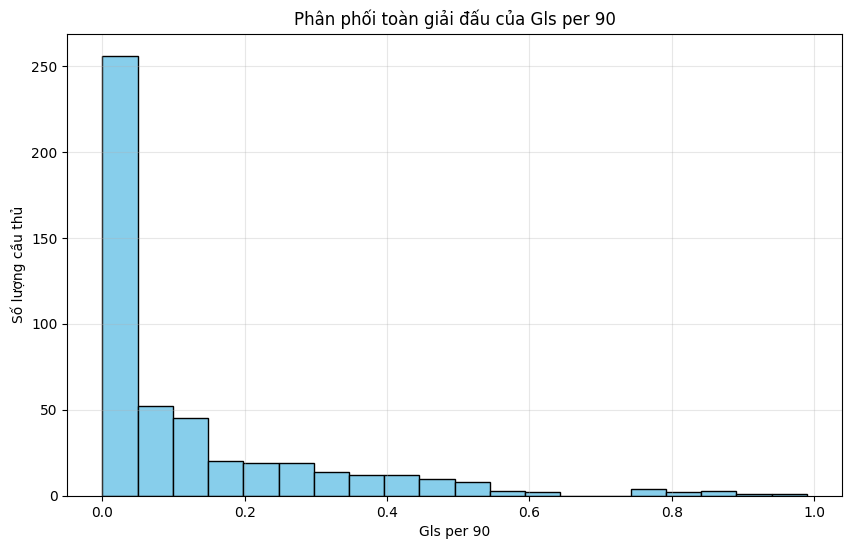 Phân phối toàn giải đấu của Gls per 90
Số lượng cầu thủ
250
200
150
100
50
0
0.0 0.2 0.4 0.6 0.8 1.0
Gls per 90